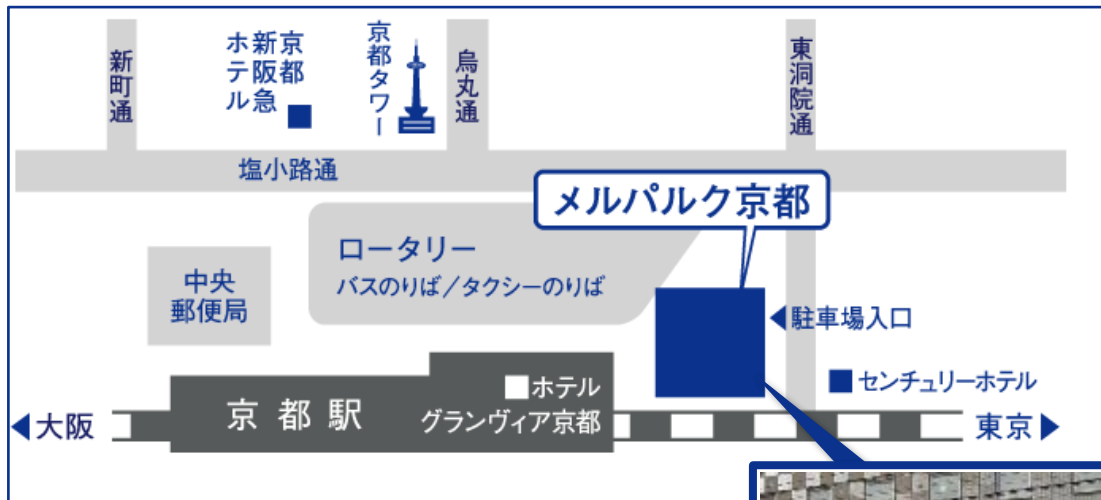 新町通
京都
新阪急
ホテル
京都タワー
烏丸通
東洞院通
塩小路通
メルパルク京都
ロータリー
バスのりば／タクシーのりば
中央
郵便局
駐車場入口
センチュリーホテル
ホテル
グランヴィア京都
京都駅
大阪
東京